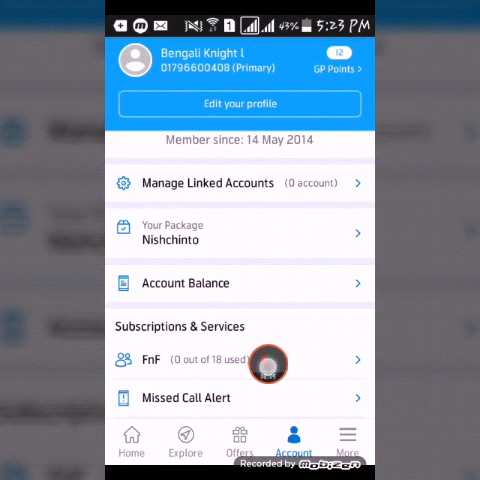 1 43% 5:23 PM
Bengali Knight l
12
01796600408 (Primary)
GP Points >
Edit your profile
Member since: 14 May 2014
Manage Linked Accounts (0 account)
Your Package
Nishchinto
Account Balance
Subscriptions & Services
FnF (0 out of 18 used)
Missed Call Alert
Home Explore Offers Account More
Recorded by mobizen